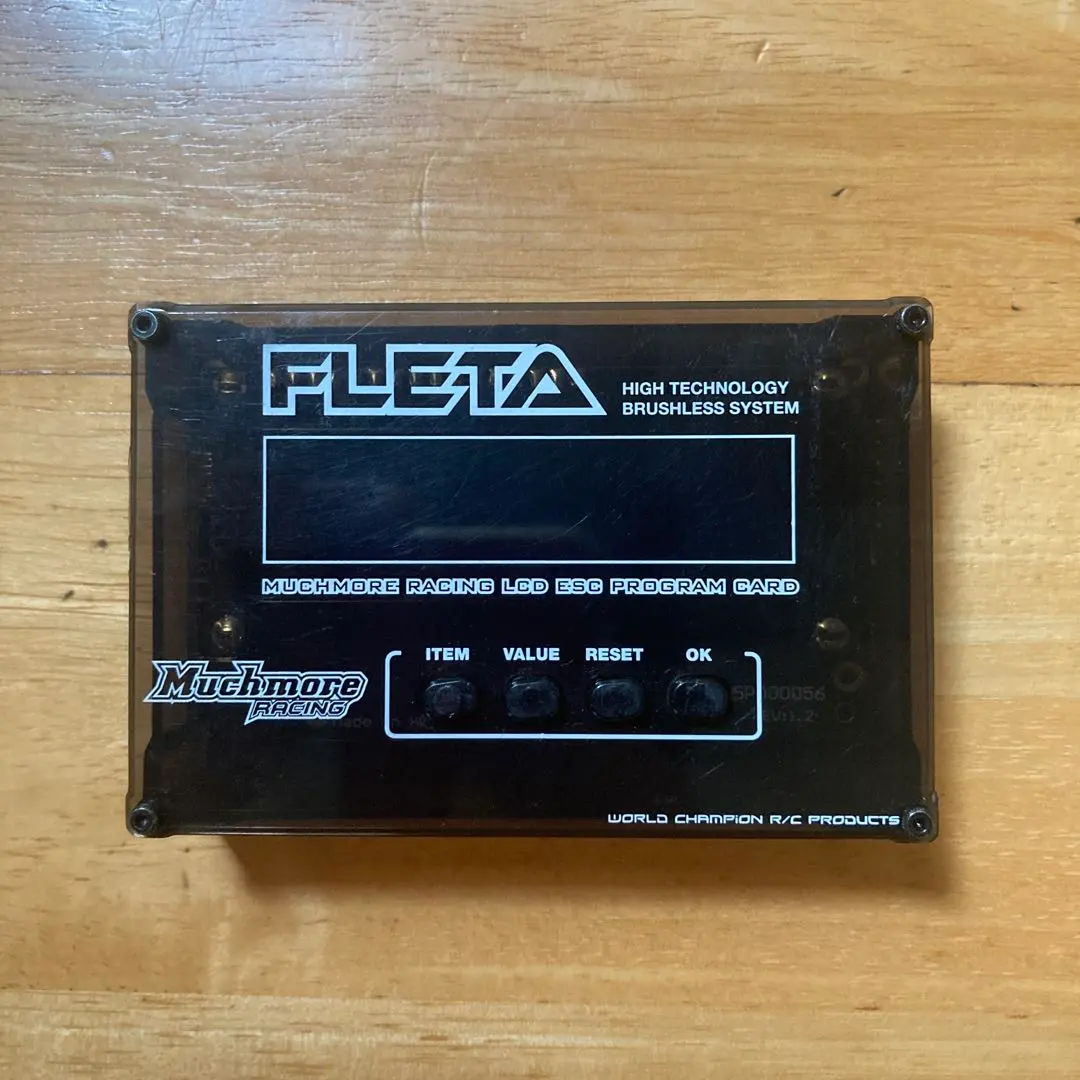 FLETA
HIGH TECHNOLOGY
BRUSHLESS SYSTEM
MUCHMORE RACING LCD ESC PROGRAM CARD
ITEM VALUE RESET OK
Muchmore
RACING
WORLD CHAMPION R/C PRODUCTS